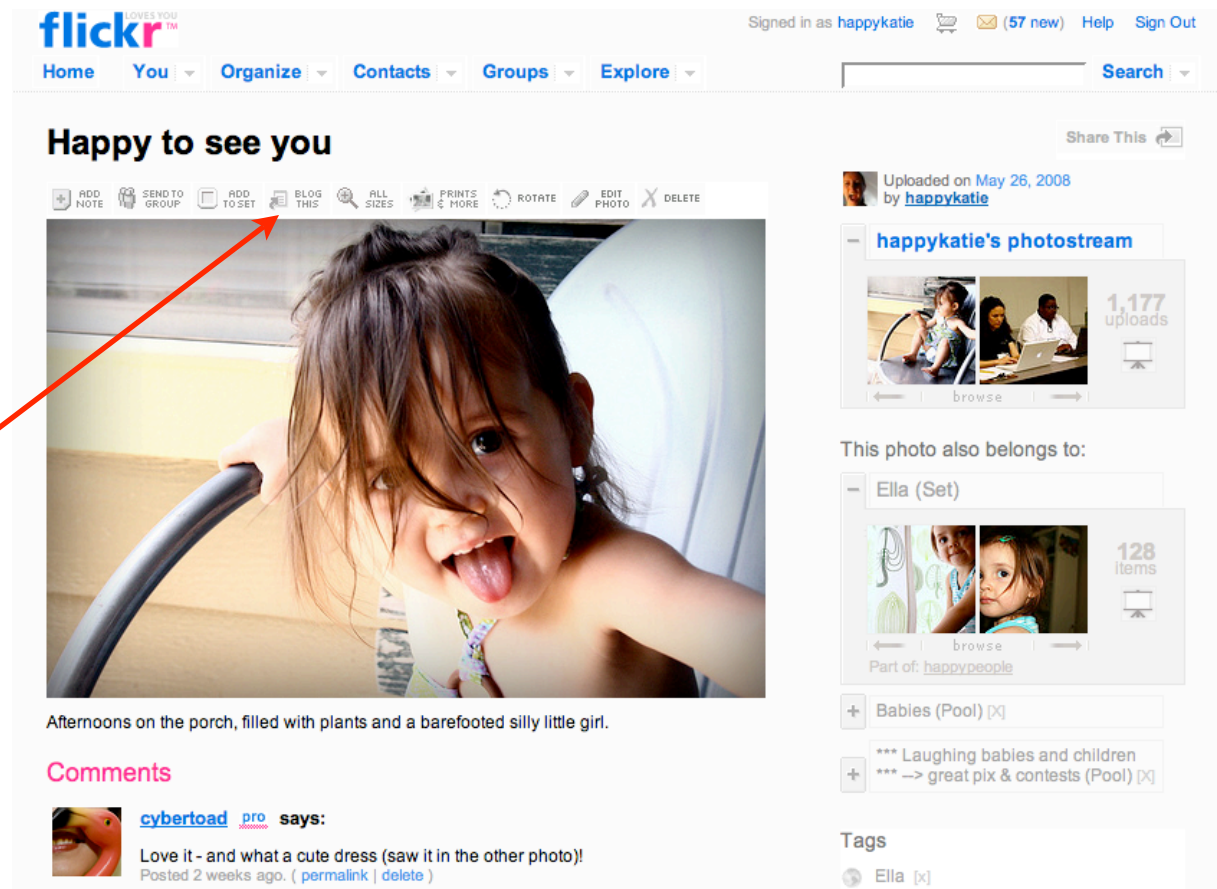 flickr LOVES YOU TM
Signed in as happykatie (57 new) Help Sign Out
Home You Organize Contacts Groups Explore Search
Happy to see you
Share This
ADD NOTE SEND TO GROUP ADD TO SET BLOG THIS ALL SIZES PRINTS & MORE ROTATE EDIT PHOTO DELETE
Afternoons on the porch, filled with plants and a barefooted silly little girl.
Comments
cybertoad pro says:
Love it - and what a cute dress (saw it in the other photo)!
Posted 2 weeks ago. ( permalink | delete )
Uploaded on May 26, 2008
by happykatie
happykatie's photostream
1,177
uploads
browse
This photo also belongs to:
Ella (Set)
128
items
browse
Part of: happypeople
Babies (Pool) [X]
*** Laughing babies and children
*** --> great pix & contests (Pool) [X]
Tags
Ella [x]